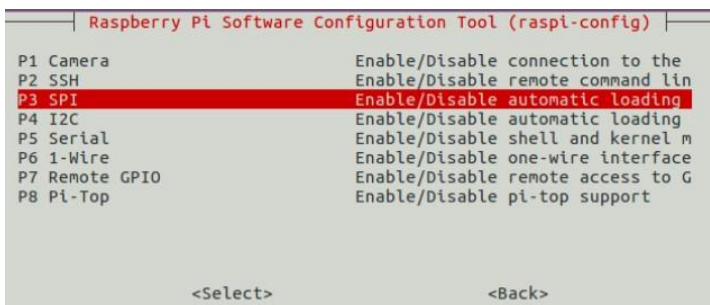 Raspberry Pi Software Configuration Tool (raspi-config)
P1 Camera Enable/Disable connection to the
P2 SSH Enable/Disable remote command lin
P3 SPI Enable/Disable automatic loading
P4 I2C Enable/Disable automatic loading
P5 Serial Enable/Disable shell and kernel m
P6 1-Wire Enable/Disable one-wire interface
P7 Remote GPIO Enable/Disable remote access to G
P8 Pi-Top Enable/Disable pi-top support
<Select> <Back>